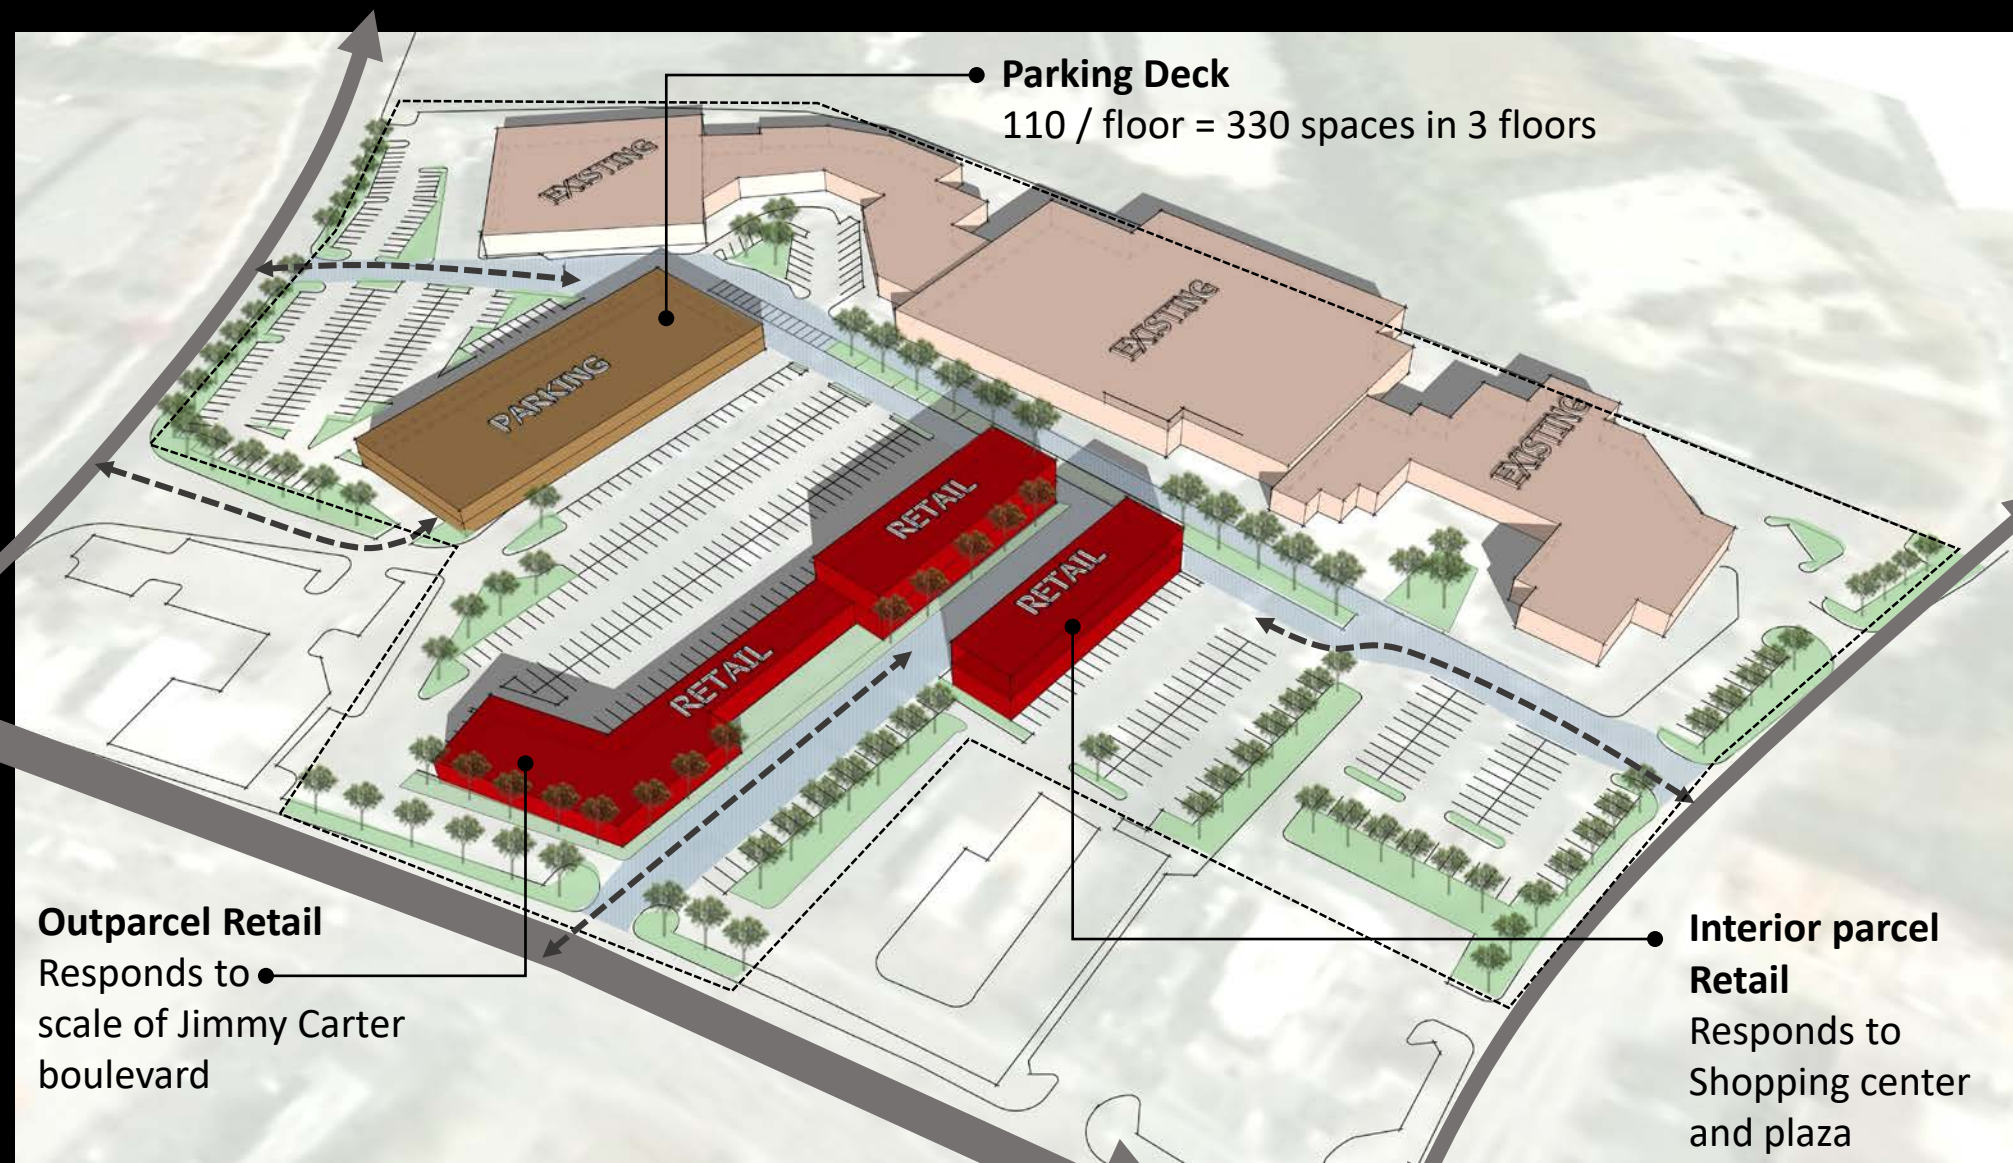 Parking Deck
110 / floor = 330 spaces in 3 floors
EXISTING
EXISTING
EXISTING
PARKING
RETAIL
RETAIL
RETAIL
Outparcel Retail
Responds to
scale of Jimmy Carter
boulevard
Interior parcel
Retail
Responds to
Shopping center
and plaza